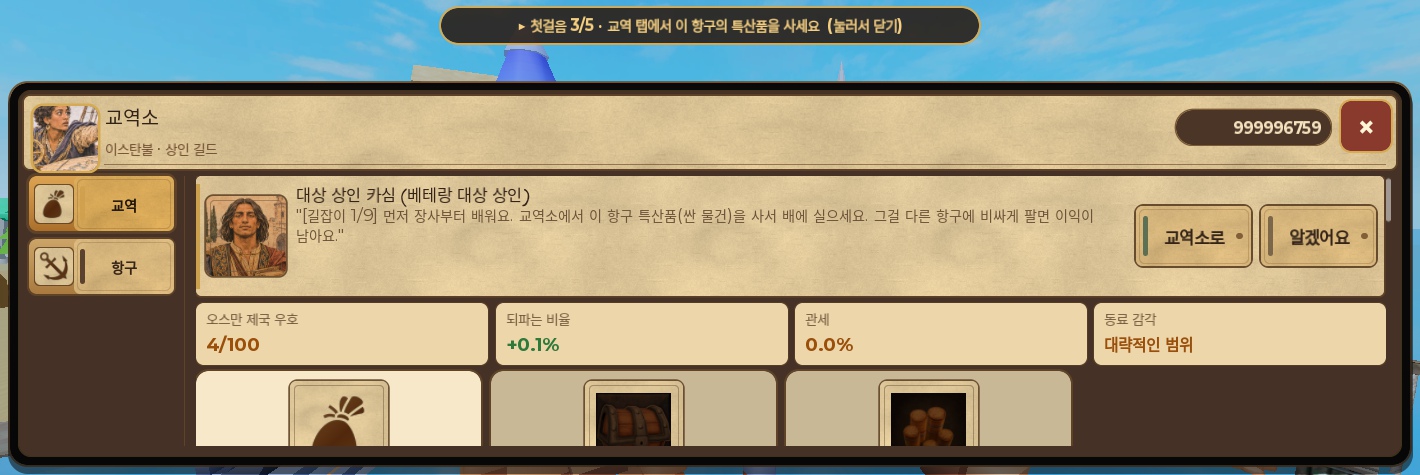 ▸ 첫걸음 3/5 · 교역 탭에서 이 항구의 특산품을 사세요 (눌러서 닫기)
교역소
이스탄불 · 상인 길드
999996759
×
교역
항구
대상 상인 카심 (베테랑 대상 상인)
"[길잡이 1/9] 먼저 장사부터 배워요. 교역소에서 이 항구 특산품(싼 물건)을 사서 배에 실으세요. 그걸 다른 항구에 비싸게 팔면 이익이
남아요."
교역소로
알겠어요
오스만 제국 우호
4/100
되파는 비율
+0.1%
관세
0.0%
동료 감각
대략적인 범위